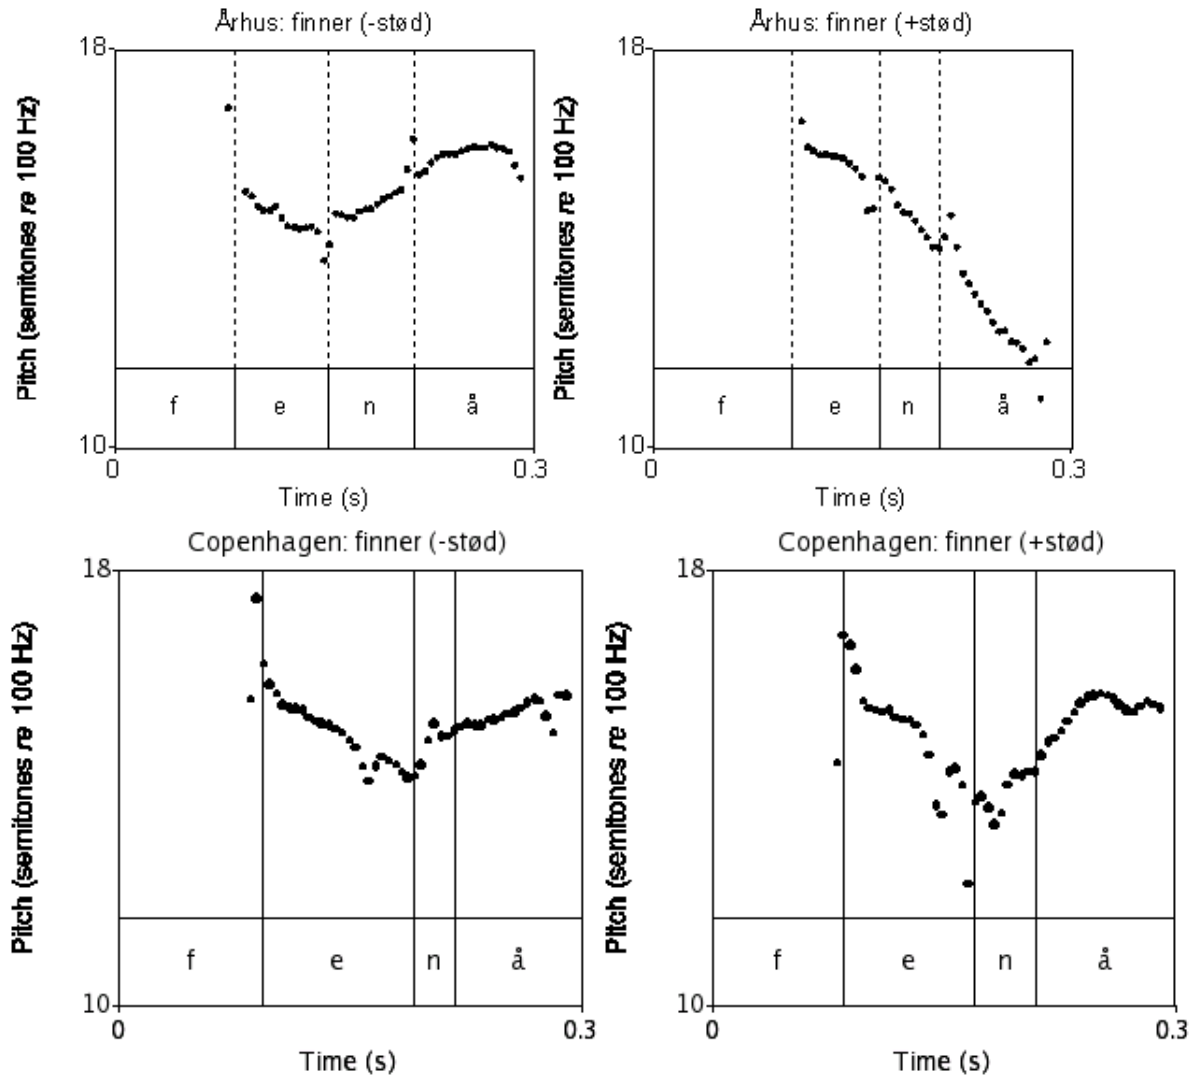 Århus: finner (-stød)
18
Pitch (semitones re 100 Hz)
f e n å
10
0 0.3
Time (s)
Århus: finner (+stød)
18
Pitch (semitones re 100 Hz)
f e n å
10
0 0.3
Time (s)
Copenhagen: finner (-stød)
18
Pitch (semitones re 100 Hz)
f e n å
10
0 0.3
Time (s)
Copenhagen: finner (+stød)
18
Pitch (semitones re 100 Hz)
f e n å
10
0 0.3
Time (s)